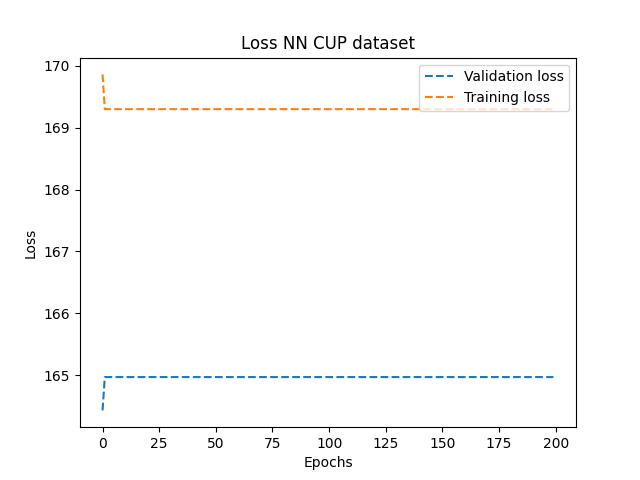 Loss NN CUP dataset
Validation loss
Training loss
170
169
168
167
166
165
Loss
0 25 50 75 100 125 150 175 200
Epochs